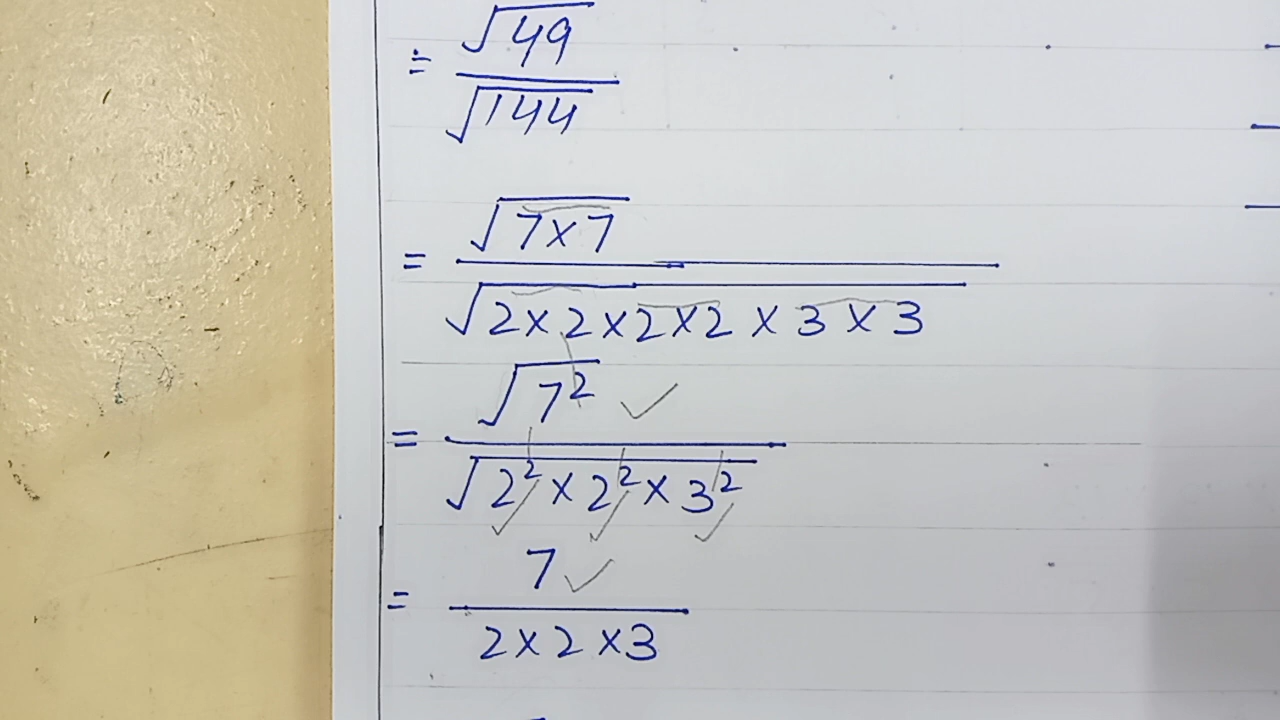 = √49 / √144
= √7×7 / √2×2×2×2×3×3
= √7² / √2²×2²×3²
= 7 / 2×2×3